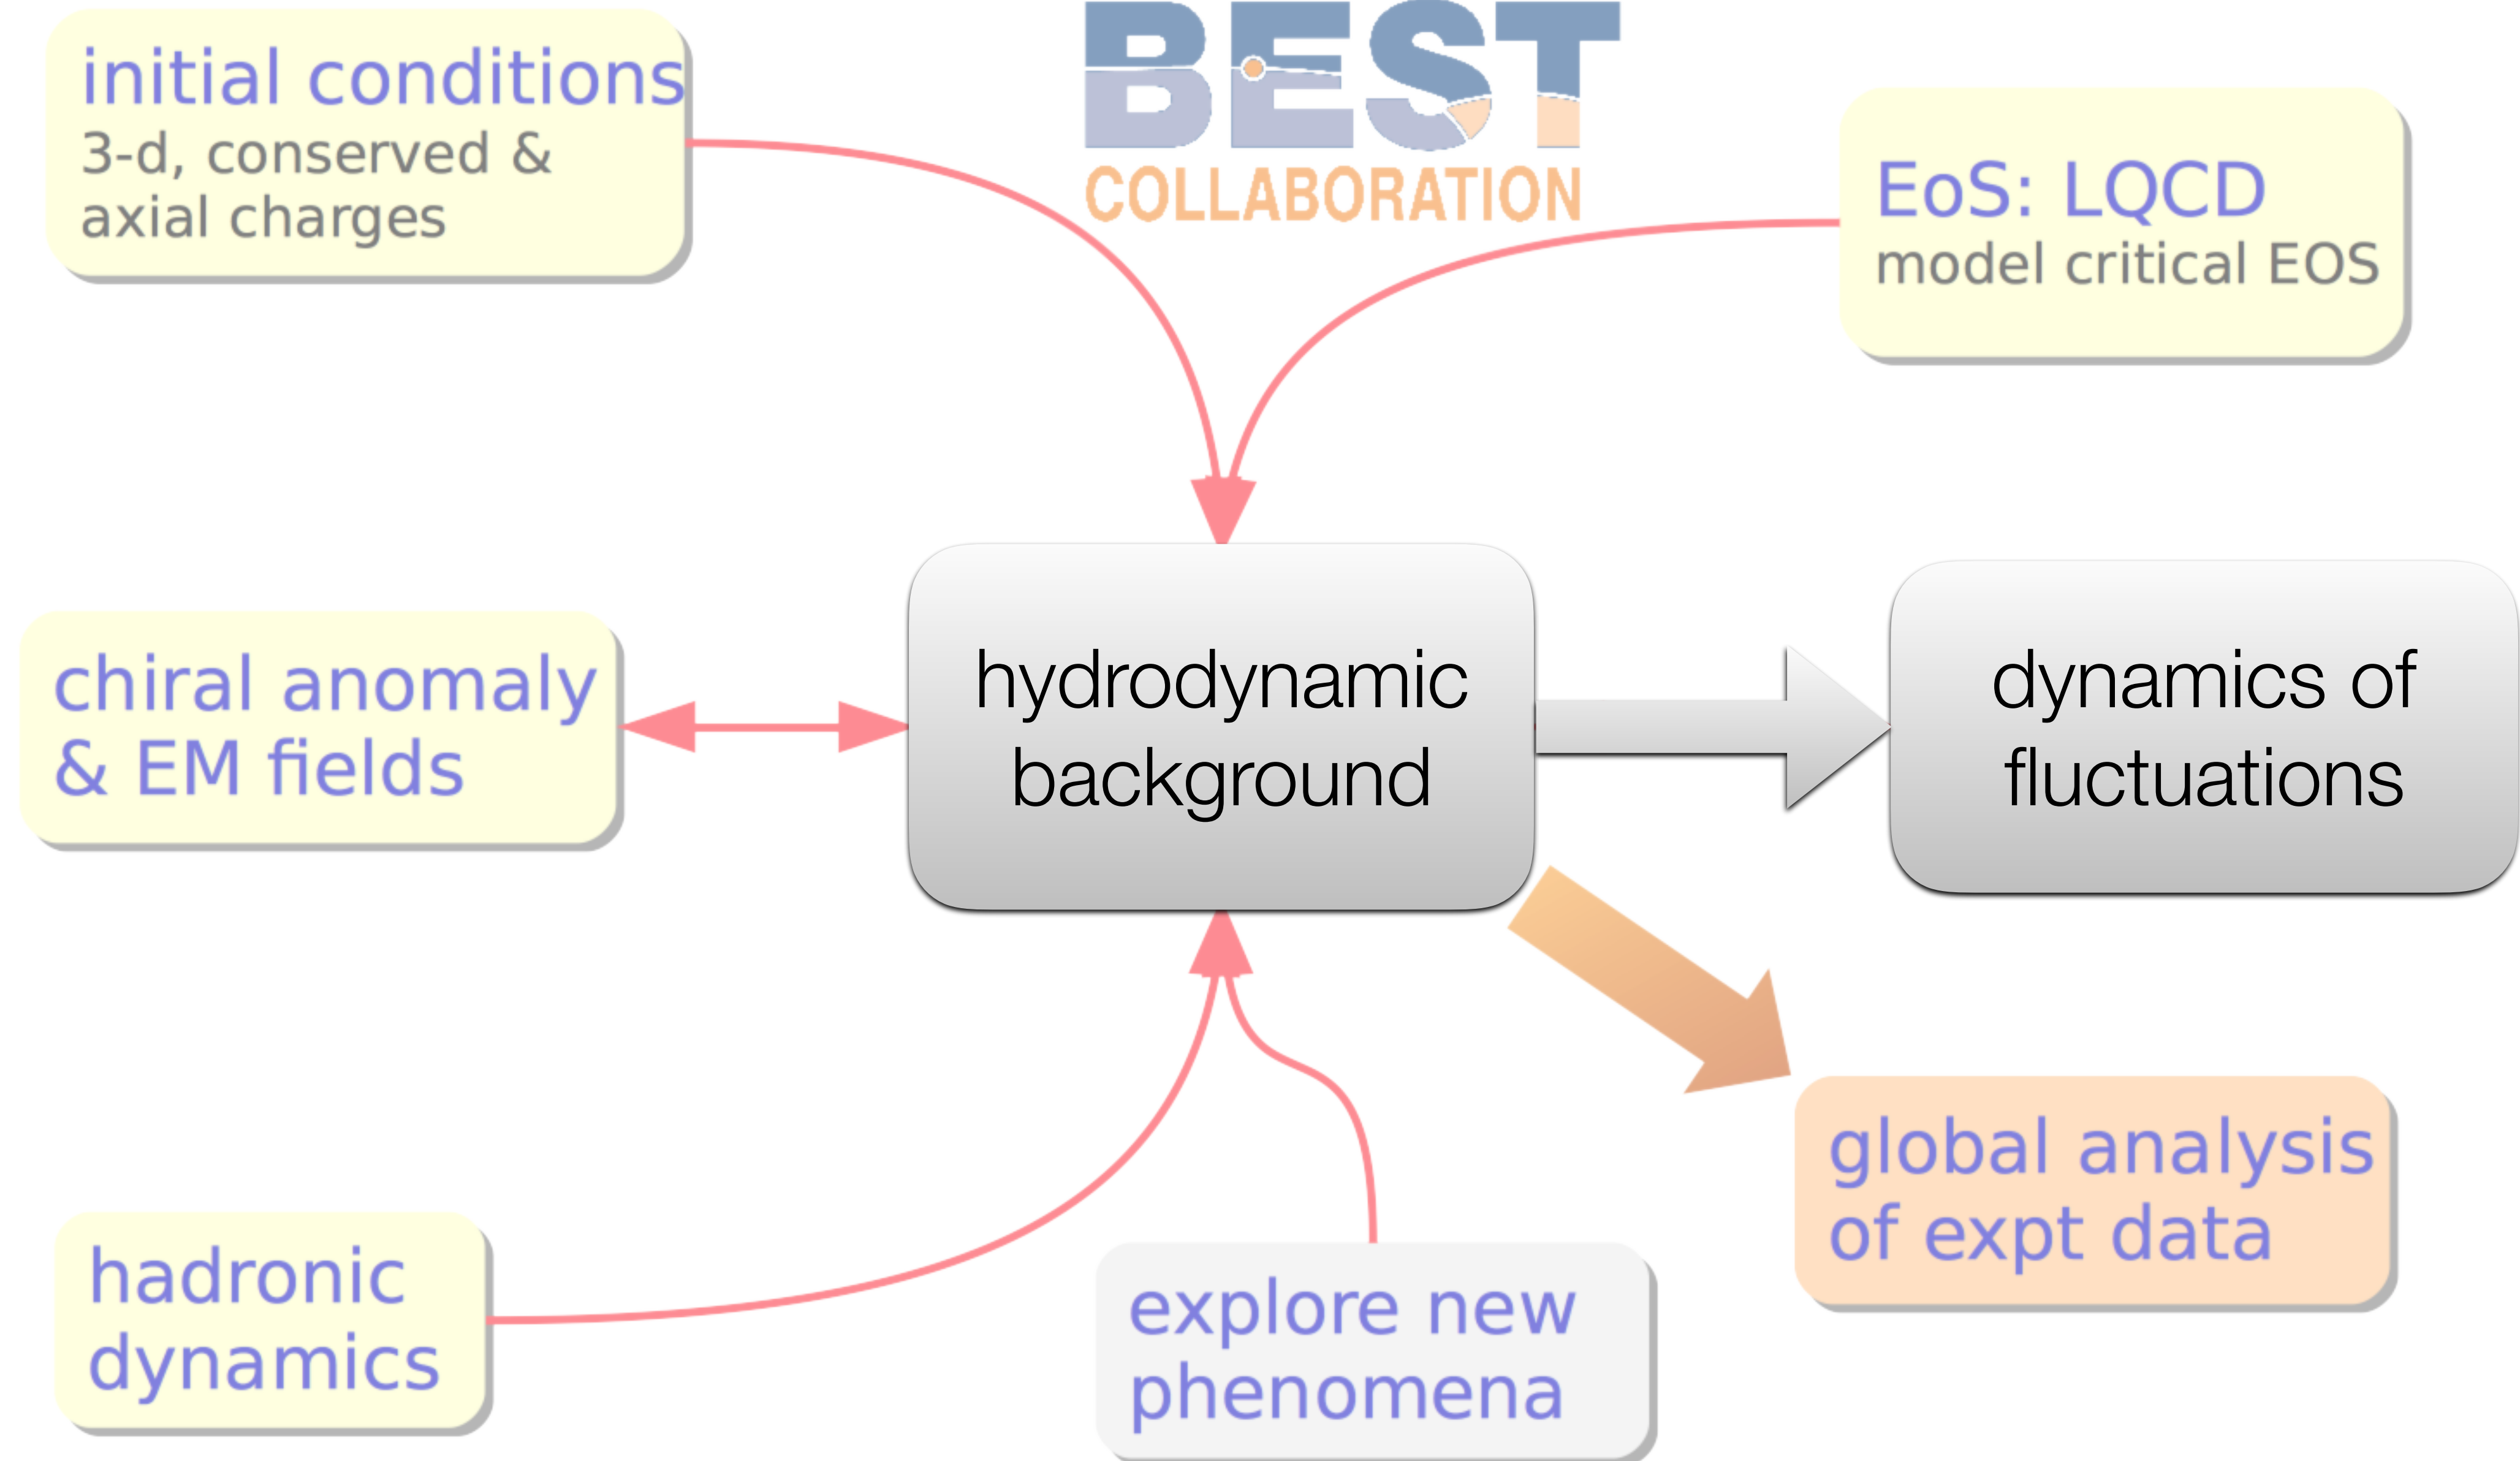 initial conditions
3-d, conserved &
axial charges
BEST
COLLABORATION
EoS: LQCD
model critical EOS
chiral anomaly
& EM fields
hydrodynamic
background
dynamics of
fluctuations
global analysis
of expt data
hadronic
dynamics
explore new
phenomena